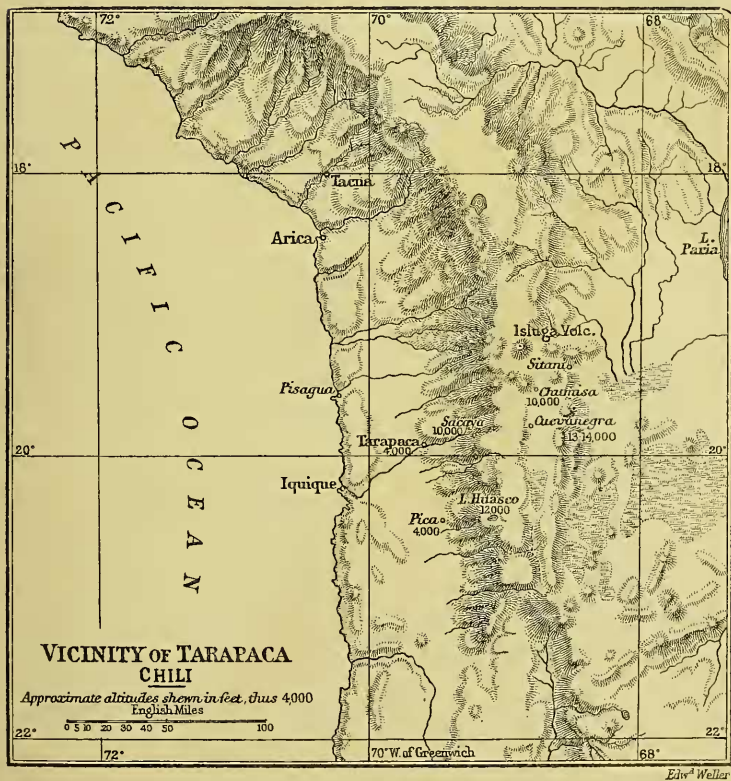 72°
70°
68°
PACIFIC OCEAN
18°
18°
Tacna
Arica
L.
Paria
Isluga Volc.
Sitani
Pisagua
Chamisa
10,000
Cuevanegra
13 14,000
Sacaya
10,000
Tarapaca
4,000
20°
20°
Iquique
L. Huasco
12000
Pica
4,000
VICINITY OF TARAPACA
CHILI
Approximate altitudes shewn in feet, thus 4,000
English Miles
0 5 10 20 30 40 50 100
22°
22°
72°
70° W. of Greenwich
68°
Edwd Weller